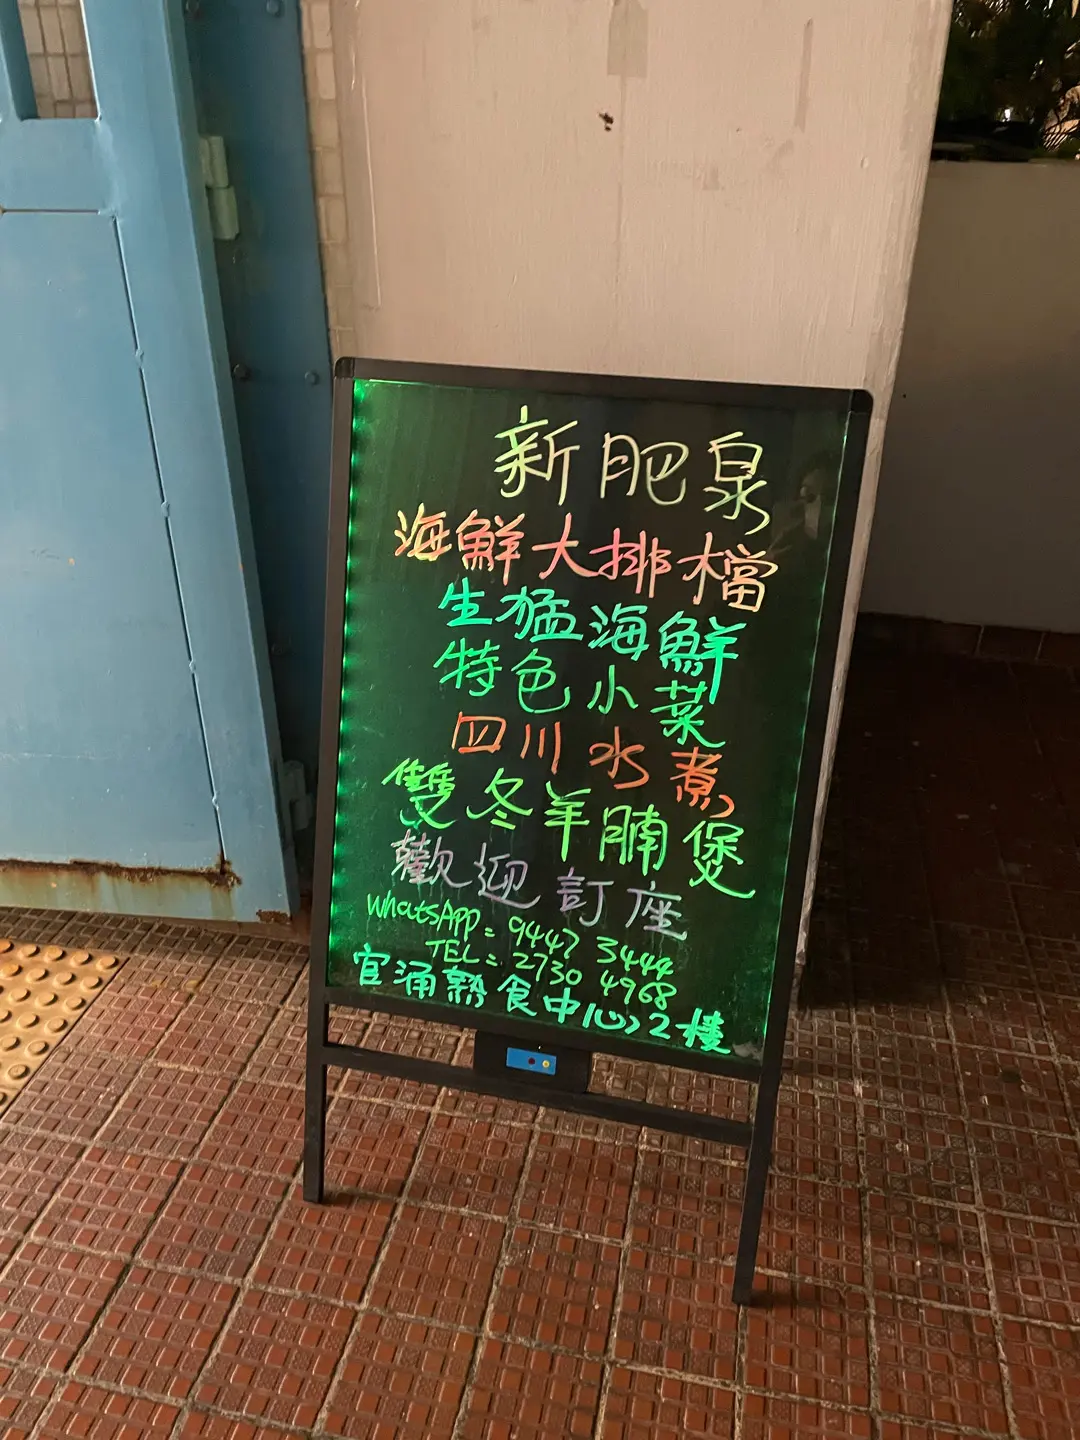 新肥泉
海鮮大排檔
生猛海鮮
特色小菜
四川水煮
雙冬羊腩煲
歡迎訂座
WhatsApp: 9447 3444
TEL: 2730 4968
官涌熟食中心2樓